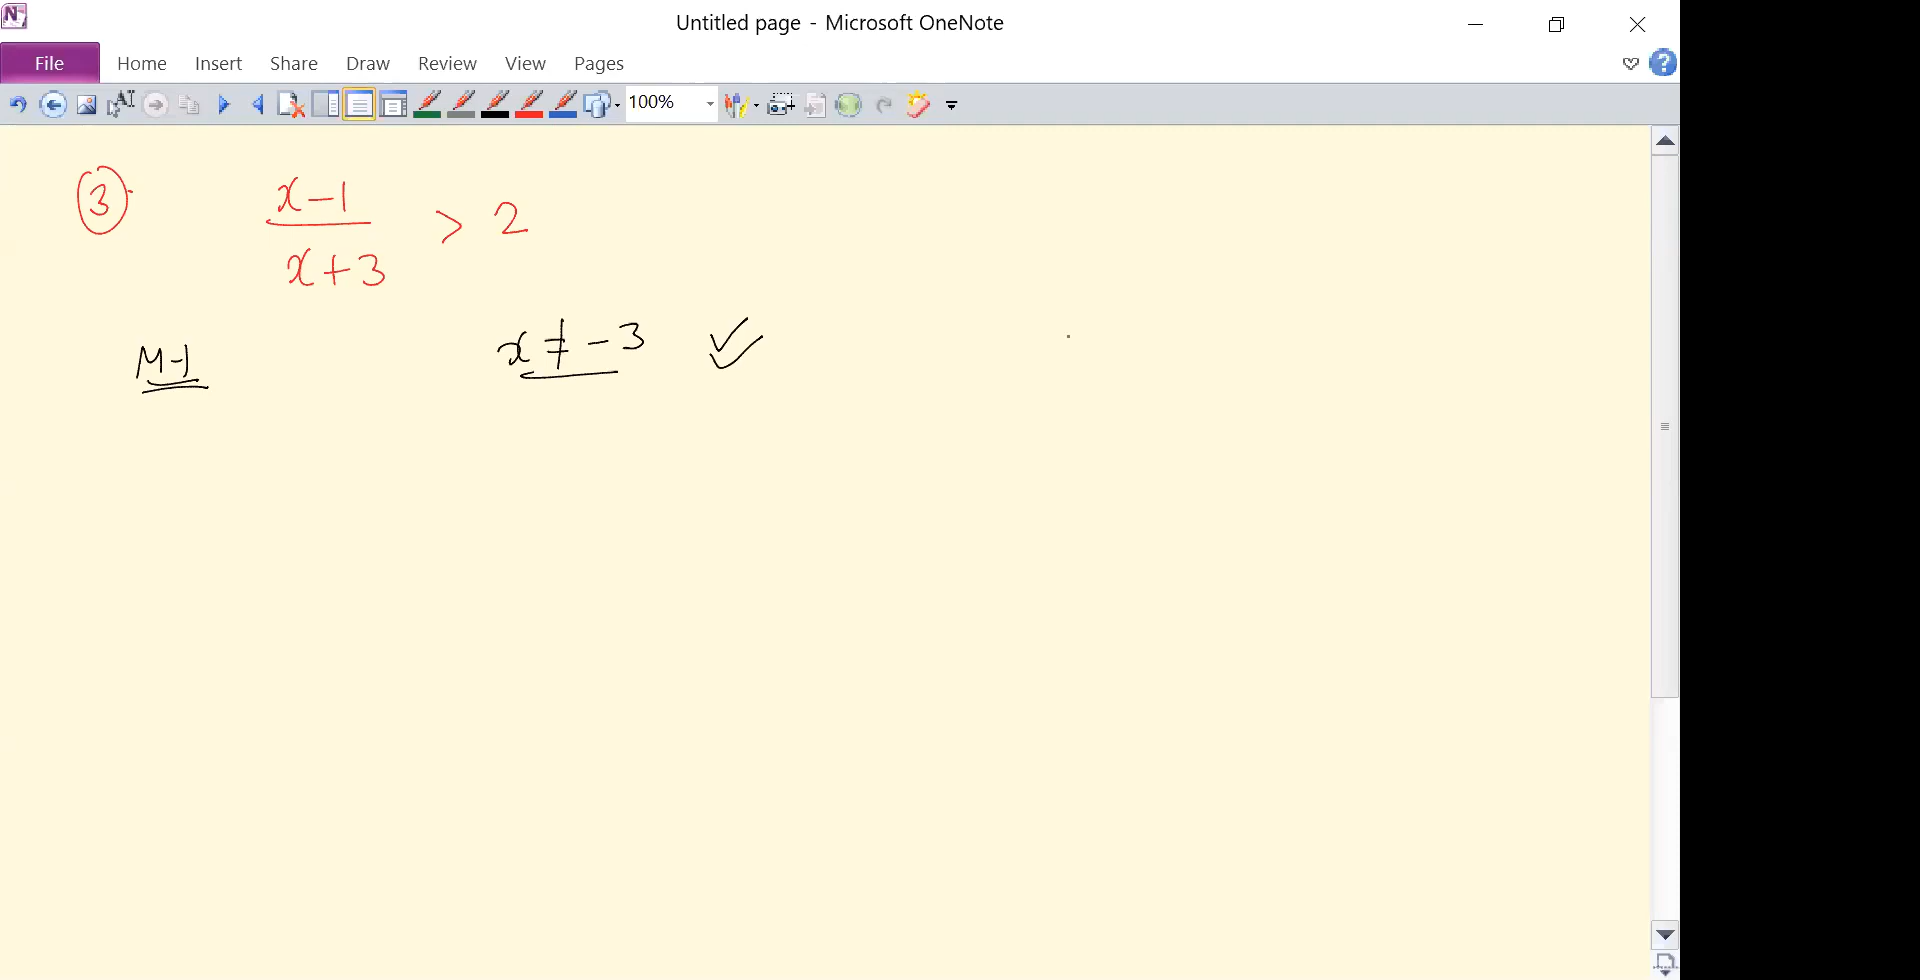 Untitled page - Microsoft OneNote
File Home Insert Share Draw Review View Pages
100%
③ x-1
> 2
x+3
M-1 x ≠ -3 ✓✓